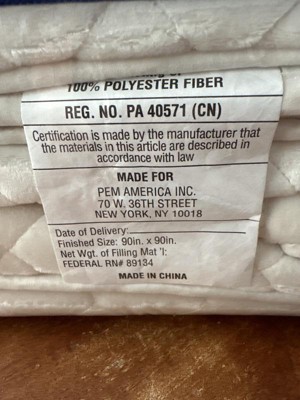 100% POLYESTER FIBER
REG. NO. PA 40571 (CN)
Certification is made by the manufacturer that
the materials in this article are described in
accordance with law
MADE FOR
PEM AMERICA INC.
70 W. 36TH STREET
NEW YORK, NY 10018
Date of Delivery:
Finished Size: 90in. x 90in.
Net Wgt. of Filling Mat'l:
FEDERAL RN# 89134
MADE IN CHINA